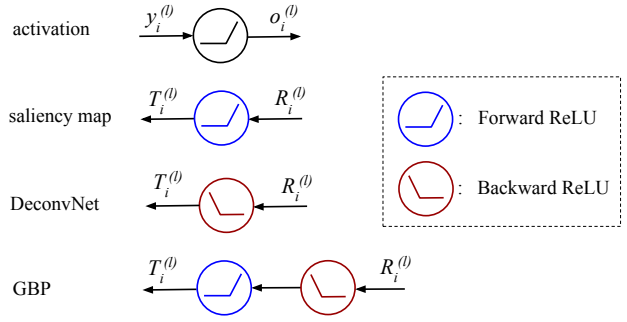 activation y_i^{(l)} o_i^{(l)}
saliency map T_i^{(l)} R_i^{(l)}
DeconvNet T_i^{(l)} R_i^{(l)}
GBP T_i^{(l)} R_i^{(l)}
: Forward ReLU
: Backward ReLU